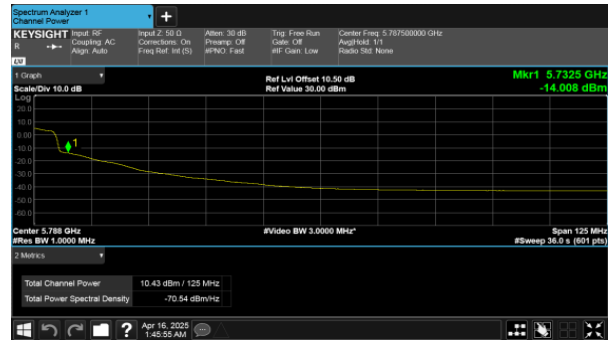 Spectrum Analyzer 1
Channel Power
KEYSIGHT
R
LXI
Input: RF
Coupling: AC
Align: Auto
Input Z: 50 Ω
Corrections: On
Freq Ref: Int (S)
Atten: 30 dB
Preamp: Off
#PNO: Fast
Trig: Free Run
Gate: Off
#IF Gain: Low
Center Freq: 5.787500000 GHz
Avg|Hold: 1/1
Radio Std: None
1 Graph
Scale/Div 10.0 dB
Ref Lvl Offset 10.50 dB
Ref Value 30.00 dBm
Mkr1 5.7325 GHz
-14.008 dBm
Log
20.0
10.0
0.00
-10.0
-20.0
-30.0
-40.0
-50.0
-60.0
1
Center 5.788 GHz
#Res BW 1.0000 MHz
#Video BW 3.0000 MHz*
Span 125 MHz
#Sweep 36.0 s (601 pts)
2 Metrics
Total Channel Power 10.43 dBm / 125 MHz
Total Power Spectral Density -70.54 dBm/Hz
?
Apr 16, 2025
1:45:55 AM